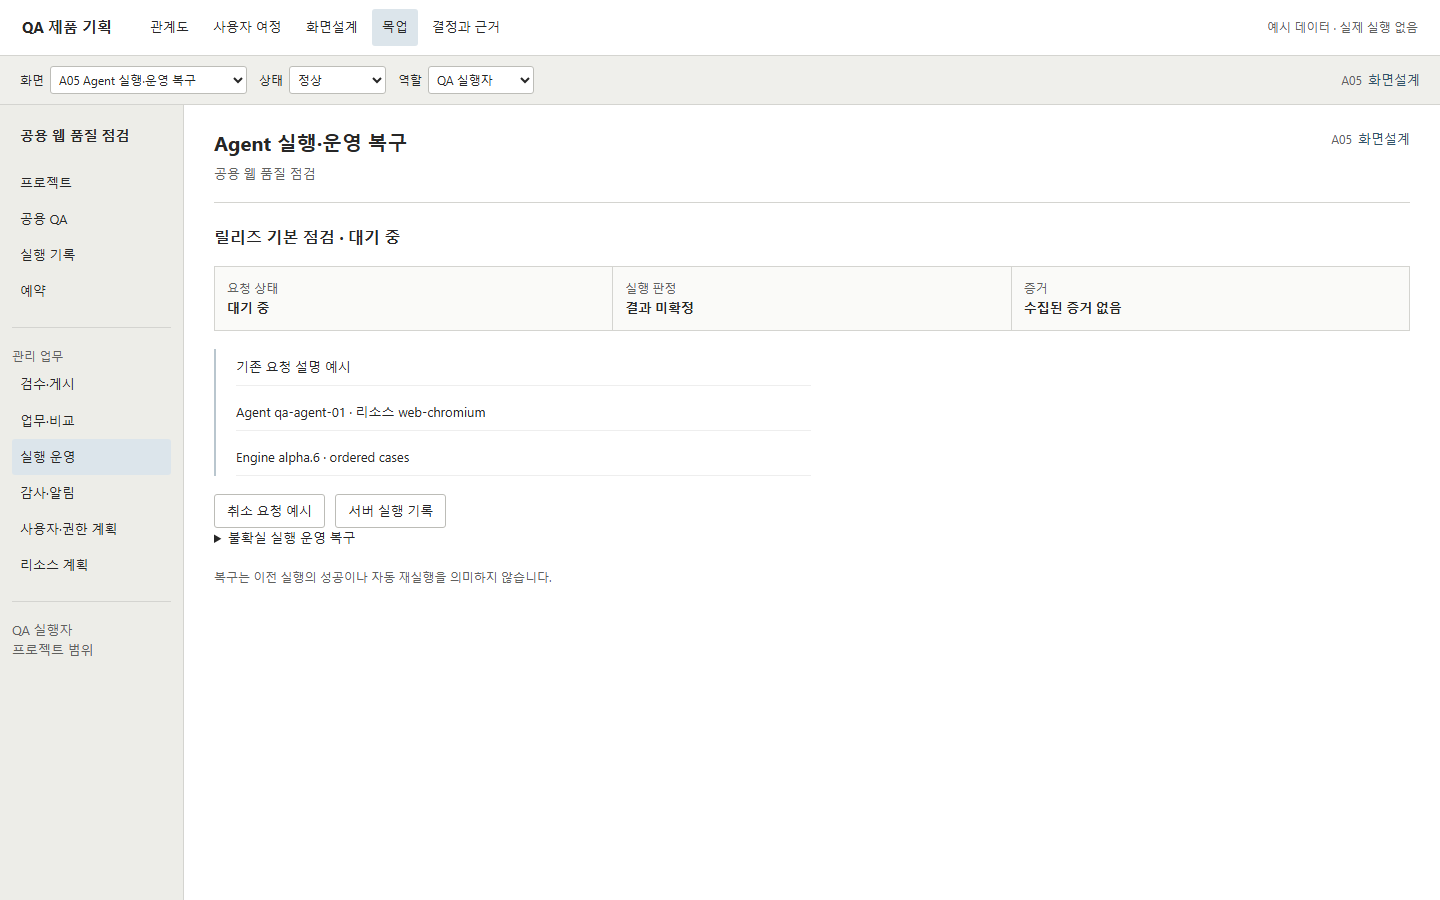 QA 제품 기획 관계도 사용자 여정 화면설계 목업 결정과 근거 예시 데이터 · 실제 실행 없음
화면 A05 Agent 실행·운영 복구 상태 정상 역할 QA 실행자 A05 화면설계
공용 웹 품질 점검
프로젝트
공용 QA
실행 기록
예약
관리 업무
검수·게시
업무·비교
실행 운영
감사·알림
사용자·권한 계획
리소스 계획
QA 실행자
프로젝트 범위
Agent 실행·운영 복구 A05 화면설계
공용 웹 품질 점검
릴리즈 기본 점검 · 대기 중
요청 상태 실행 판정 증거
대기 중 결과 미확정 수집된 증거 없음
기존 요청 설명 예시
Agent qa-agent-01 · 리소스 web-chromium
Engine alpha.6 · ordered cases
취소 요청 예시 서버 실행 기록
불확실 실행 운영 복구
복구는 이전 실행의 성공이나 자동 재실행을 의미하지 않습니다.